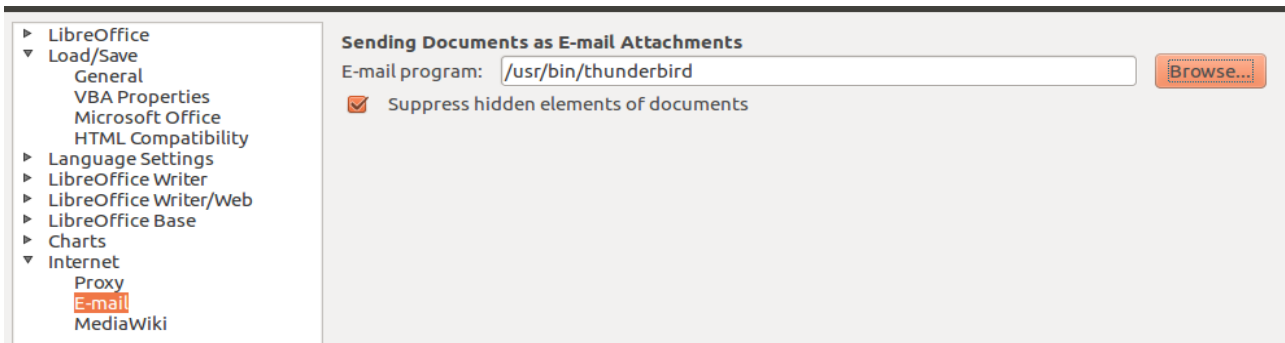 LibreOffice
Load/Save
General
VBA Properties
Microsoft Office
HTML Compatibility
Language Settings
LibreOffice Writer
LibreOffice Writer/Web
LibreOffice Base
Charts
Internet
Proxy
E-mail
MediaWiki
Sending Documents as E-mail Attachments
E-mail program: /usr/bin/thunderbird Browse...
Suppress hidden elements of documents